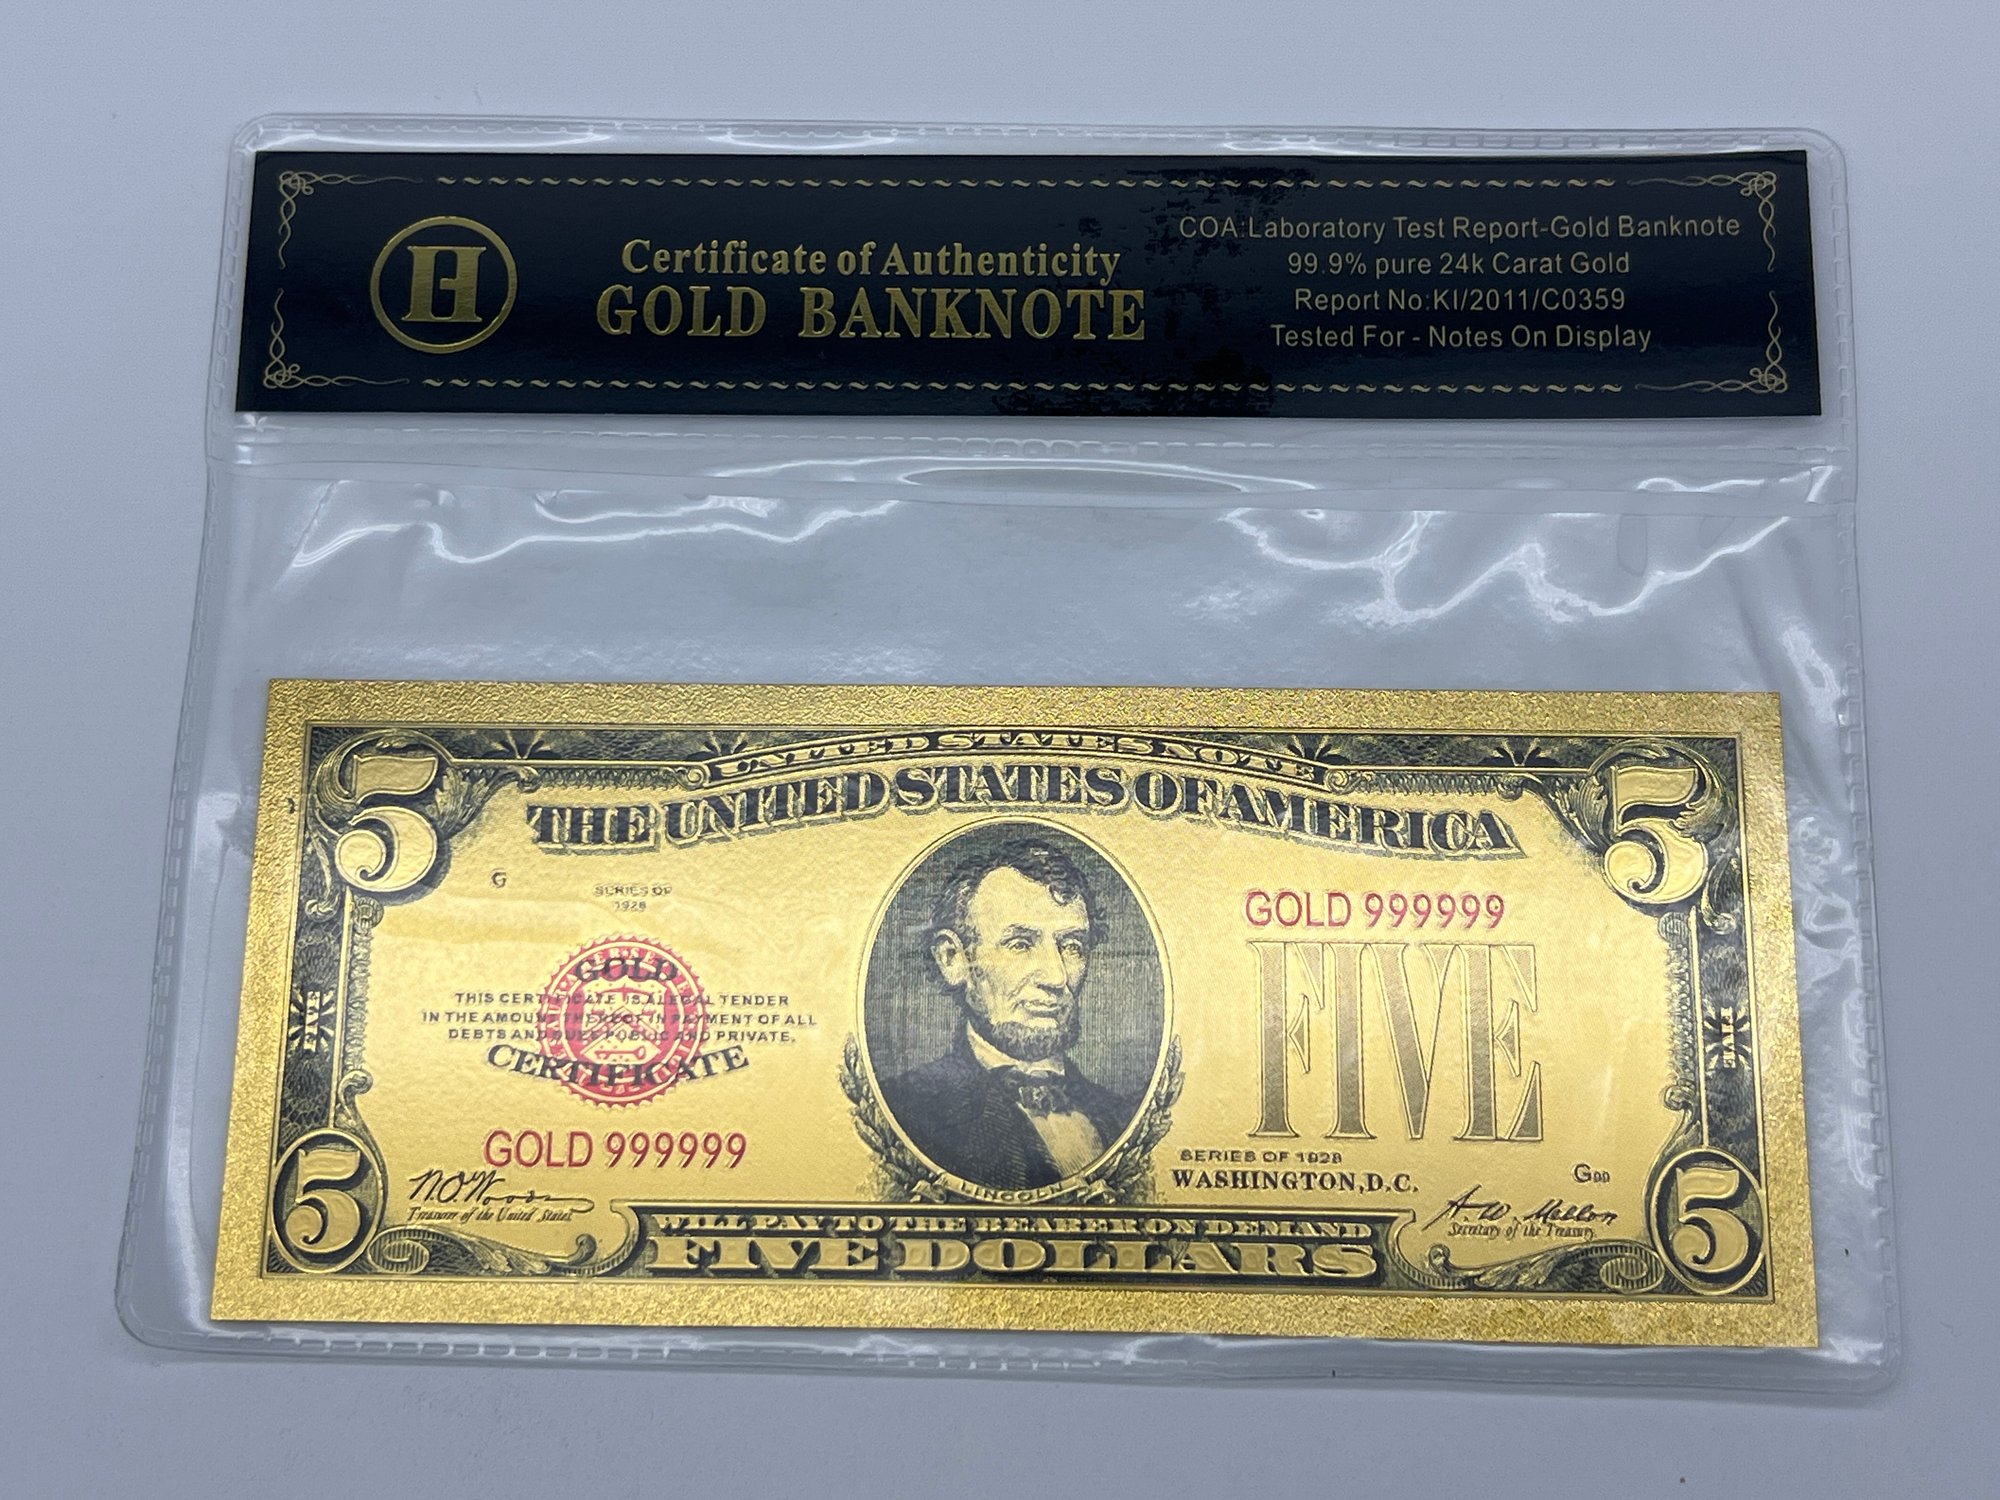 Certificate of Authenticity
GOLD BANKNOTE
COA:Laboratory Test Report-Gold Banknote
99.9% pure 24k Carat Gold
Report No:KI/2011/C0359
Tested For - Notes On Display
UNITED STATES NOTE
THE UNITED STATES OF AMERICA
5
5
G
SERIES OF
1928
GOLD 999999
FIVE
GOLD
THIS CERTIFICATE IS A LEGAL TENDER
IN THE AMOUNT THEREOF IN PAYMENT OF ALL
DEBTS AND DUES PUBLIC AND PRIVATE.
CERTIFICATE
FIVE
FIVE
GOLD 999999
SERIES OF 1928
WASHINGTON, D.C.
G
LINCOLN
Treasurer of the United States
A. W. Mellon
Secretary of the Treasury
5
5
WILL PAY TO THE BEARER ON DEMAND
FIVE DOLLARS